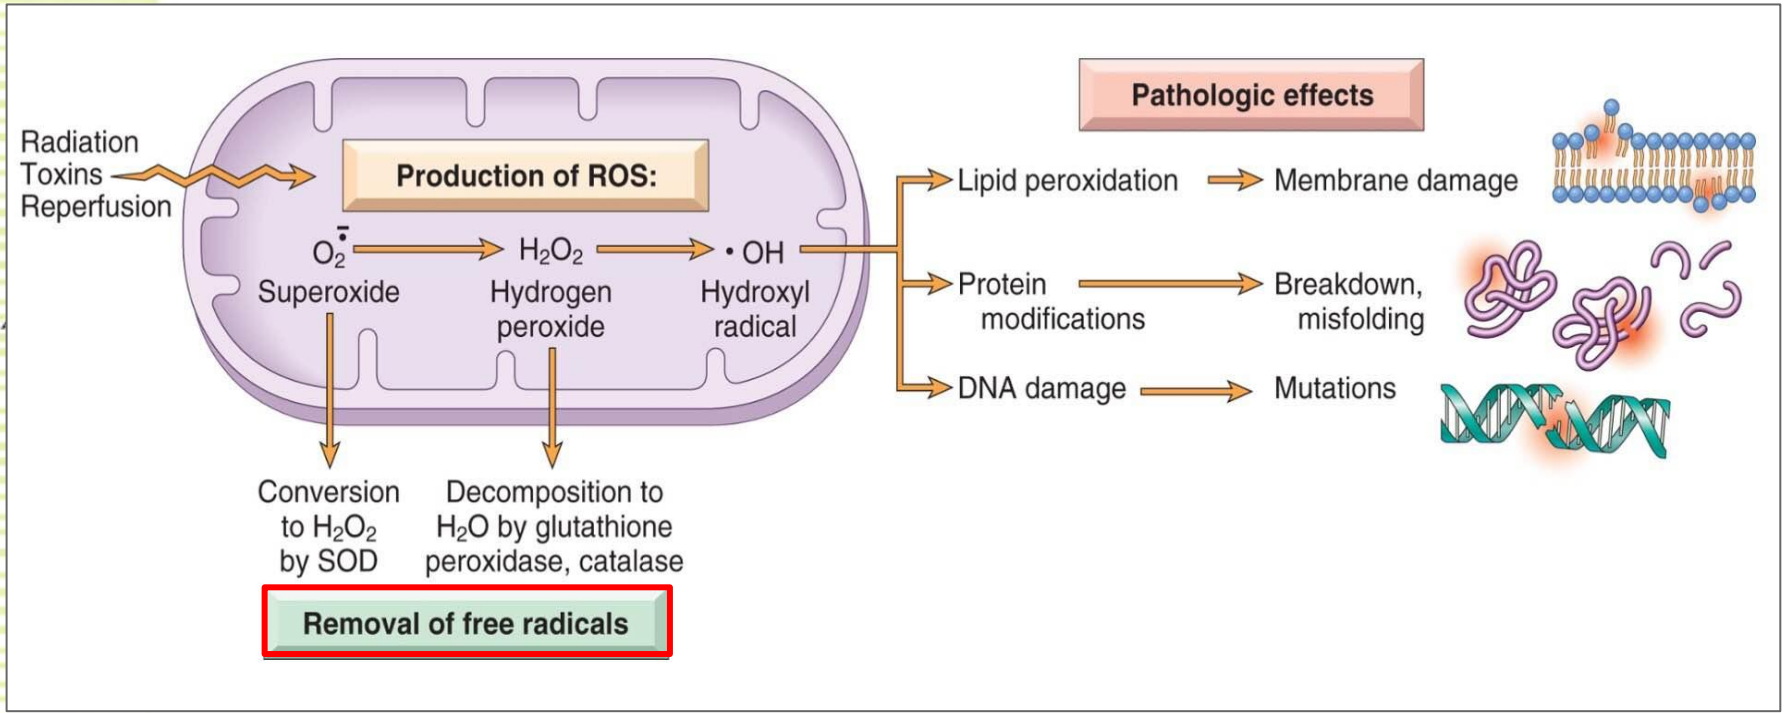 Pathologic effects
Radiation
Toxins
Reperfusion
Production of ROS:
O₂•̅
Superoxide
H₂O₂
Hydrogen
peroxide
• OH
Hydroxyl
radical
Lipid peroxidation
Membrane damage
Protein
modifications
Breakdown,
misfolding
DNA damage
Mutations
Conversion
to H₂O₂
by SOD
Decomposition to
H₂O by glutathione
peroxidase, catalase
Removal of free radicals